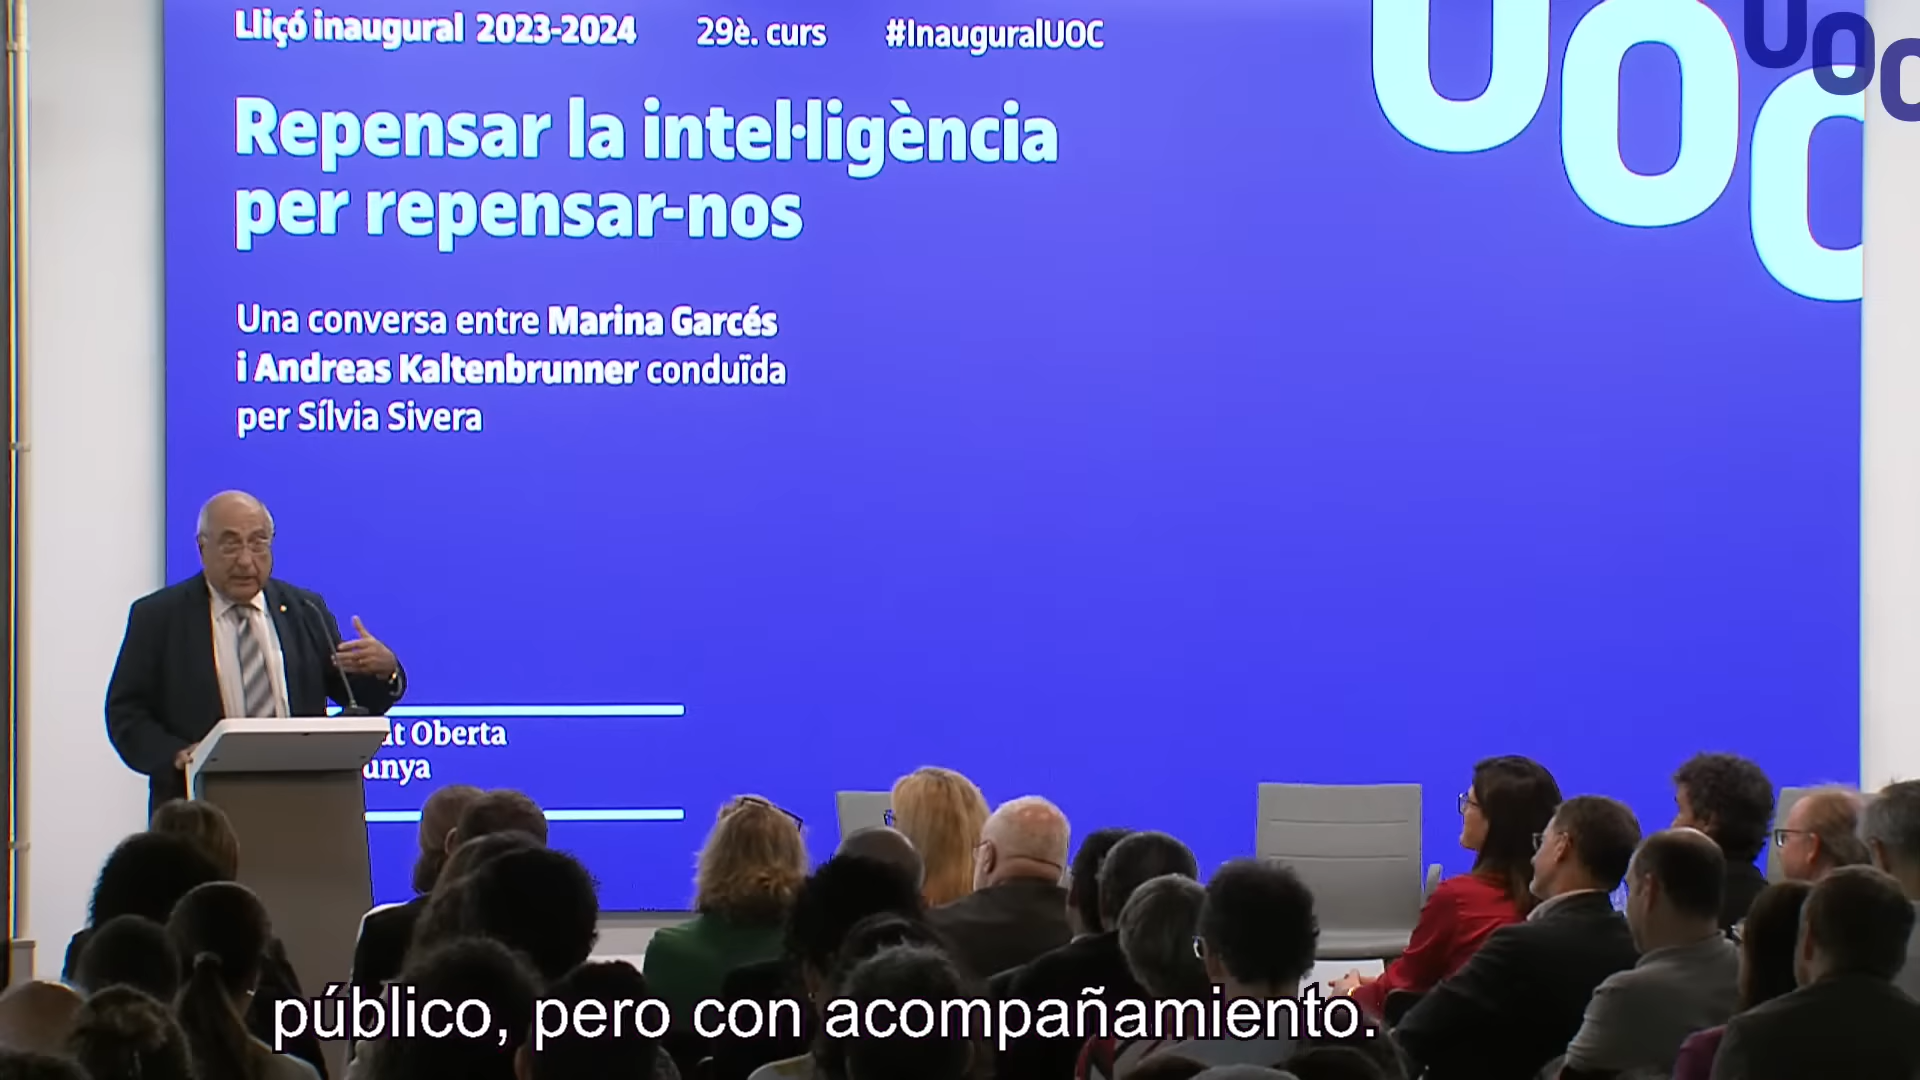 Lliçó inaugural 2023-2024 29è. curs #InauguralUOC
UOC
UOC
Repensar la intel·ligència
per repensar-nos
Una conversa entre Marina Garcés
i Andreas Kaltenbrunner conduïda
per Sílvia Sivera
Oberta
público, pero con acompañamiento.